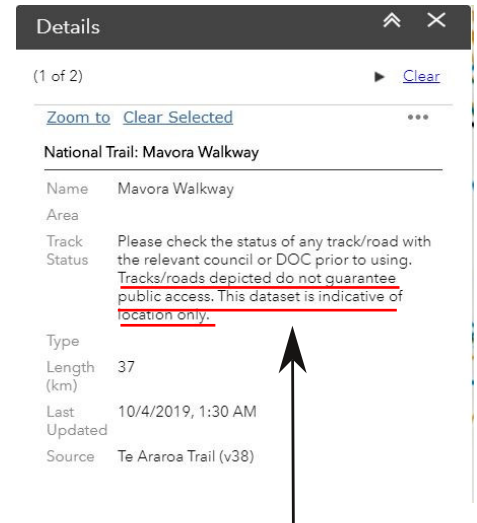 Details
(1 of 2)
Clear
Zoom to Clear Selected
National Trail: Mavora Walkway
Name Mavora Walkway
Area
Track Please check the status of any track/road with
Status the relevant council or DOC prior to using.
Tracks/roads depicted do not guarantee
public access. This dataset is indicative of
location only.
Type
Length 37
(km)
Last 10/4/2019, 1:30 AM
Updated
Source Te Araroa Trail (v38)